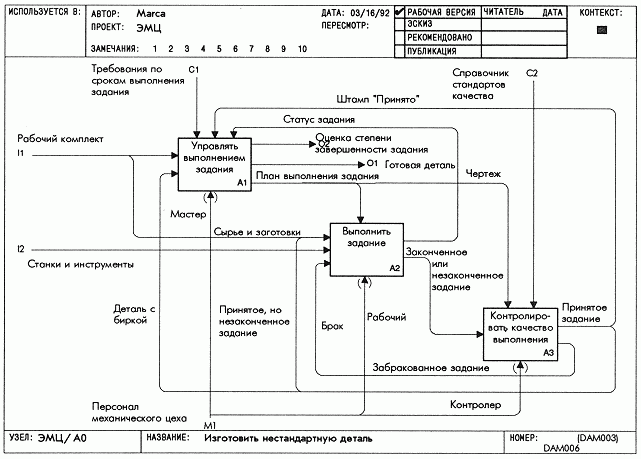 ИСПОЛЬЗУЕТСЯ В:
АВТОР: Marca
ДАТА: 03/16/92
ПРОЕКТ: ЭМЦ
ПЕРЕСМОТР:
ЗАМЕЧАНИЯ: 1 2 3 4 5 6 7 8 9 10
РАБОЧАЯ ВЕРСИЯ
ЭСКИЗ
РЕКОМЕНДОВАНО
ПУБЛИКАЦИЯ
ЧИТАТЕЛЬ ДАТА
КОНТЕКСТ:
Требования по
срокам выполнения
задания
C1
Справочник
стандартов
качества
C2
Штамп "Принято"
Статус задания
Рабочий комплект
I1
Управлять
выполнением
задания
A1
Оценка степени
завершенности задания
O2
O1 Готовая деталь
План выполнения задания
Чертеж
Мастер
Сырье и заготовки
I2
Станки и инструменты
Выполнить
задание
A2
Законченное
или
незаконченное
задание
Деталь с
биркой
Принятое, но
незаконченное
задание
Брак
Рабочий
Контролиро-
вать качество
выполнения
A3
Принятое
задание
Забракованное задание
Персонал
механического цеха
M1
Контролер
УЗЕЛ: ЭМЦ/A0
НАЗВАНИЕ: Изготовить нестандартную деталь
НОМЕР: (DAM003)
DAM006